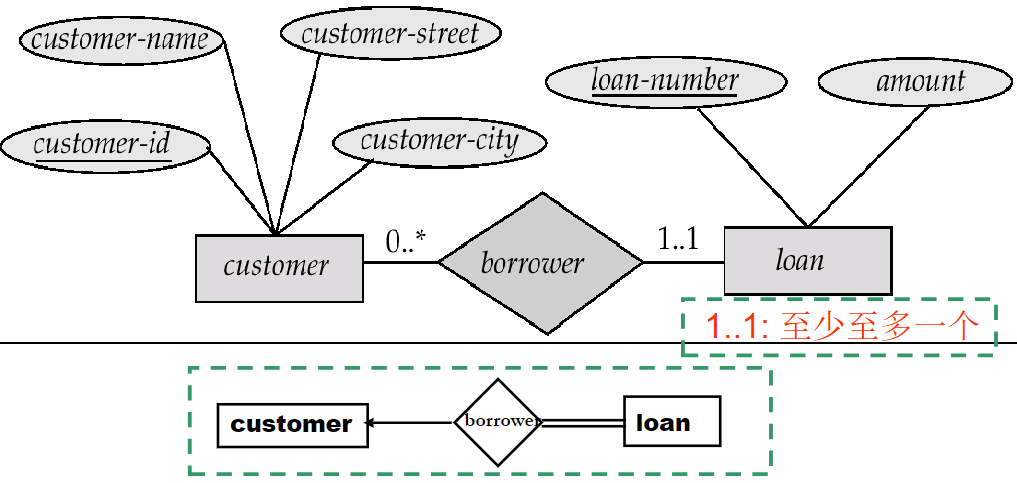 customer-name
customer-street
loan-number
amount
customer-id
customer-city
customer
0..*
borrower
1..1
loan
1..1: 至少至多一个
customer
borrower
loan